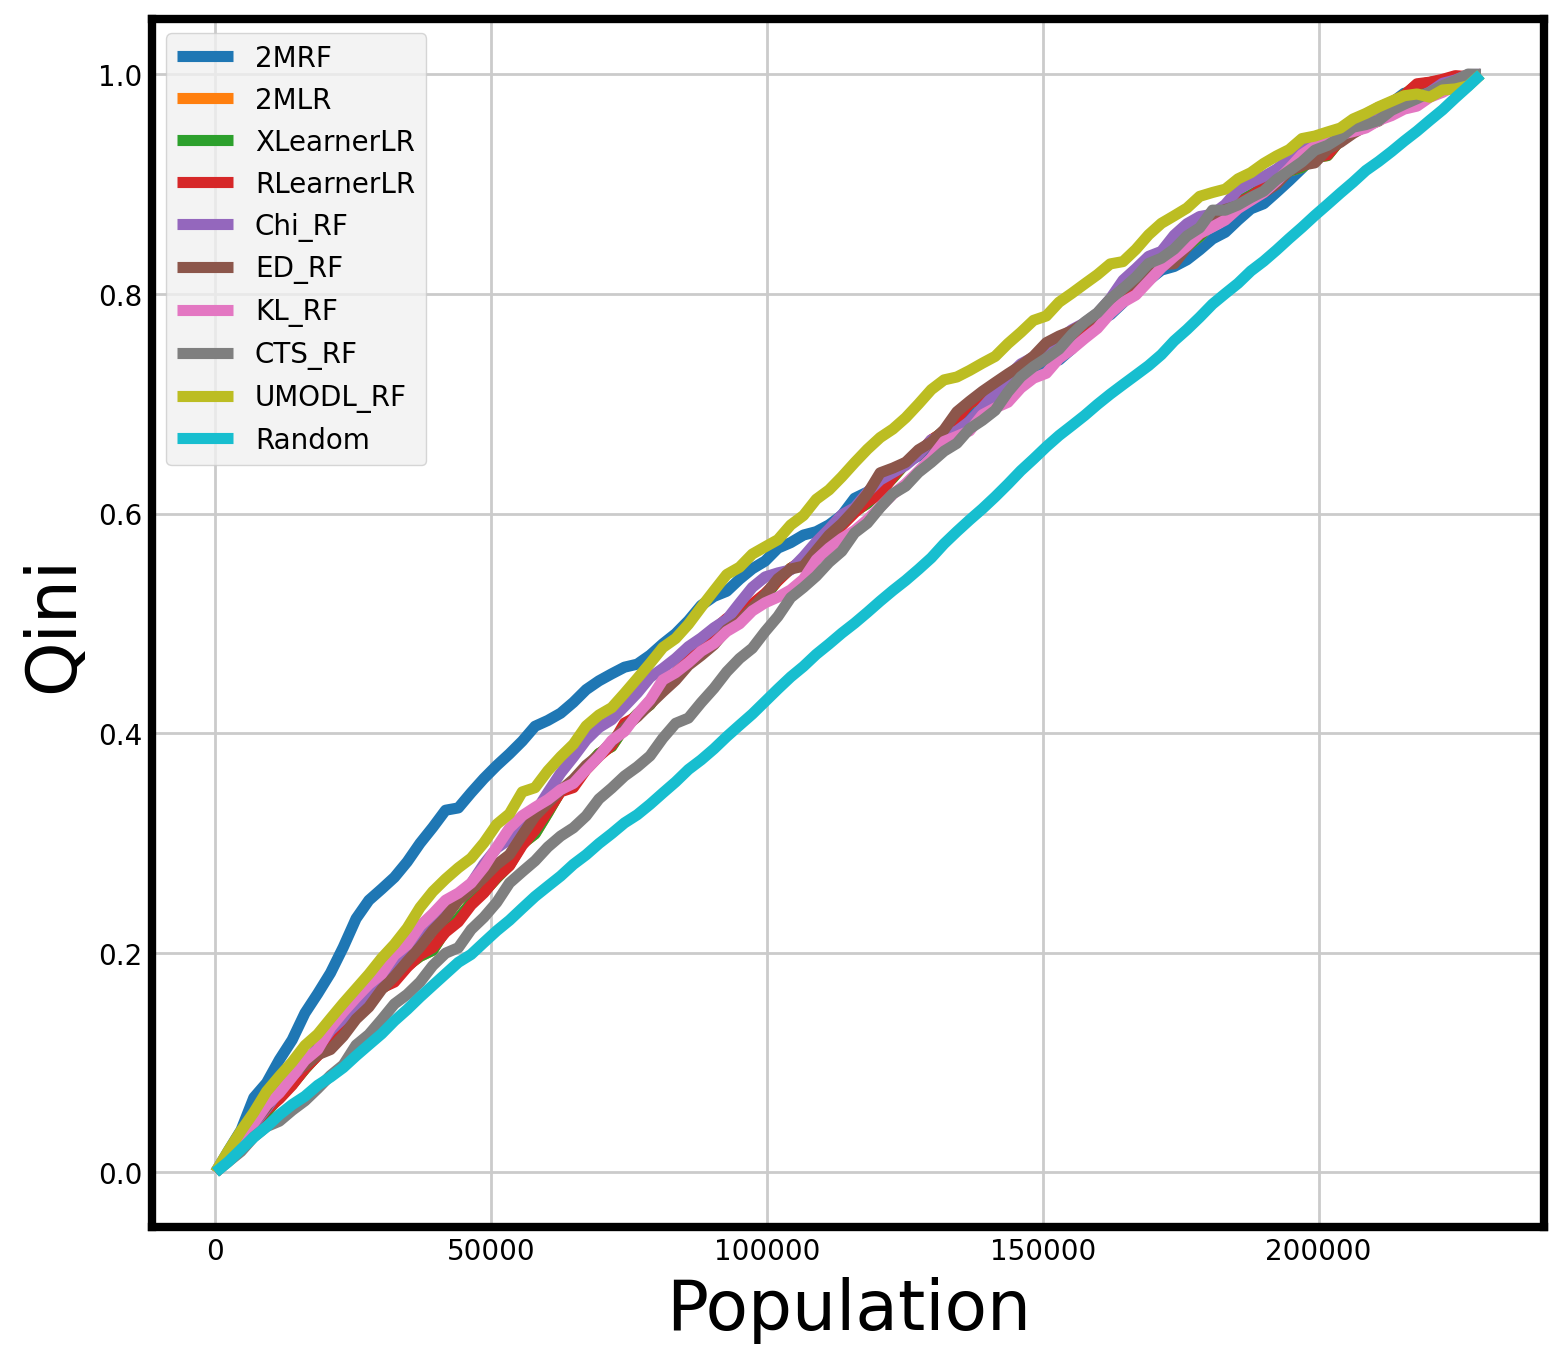 2MRF
2MLR
XLearnerLR
RLearnerLR
Chi_RF
ED_RF
KL_RF
CTS_RF
UMODL_RF
Random
1.0
0.8
0.6
0.4
0.2
0.0
Qini
0 50000 100000 150000 200000
Population